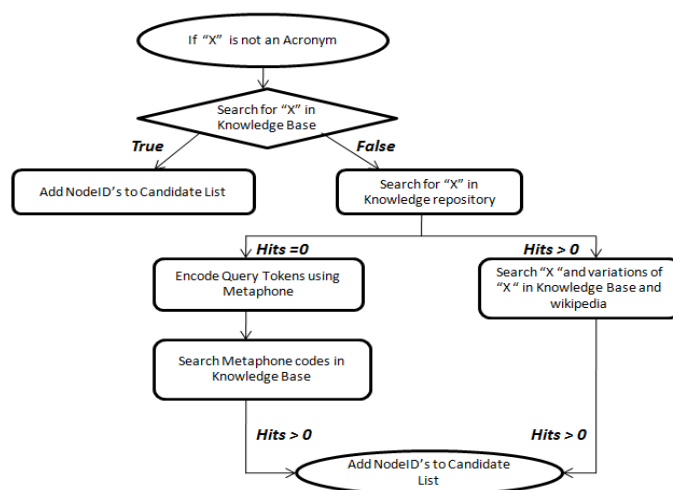 If “X” is not an Acronym
Search for “X” in
Knowledge Base
True
False
Add NodeID’s to Candidate List
Search for “X” in
Knowledge repository
Hits =0
Hits > 0
Encode Query Tokens using
Metaphone
Search “X “and variations of
“X “ in Knowledge Base and
wikipedia
Search Metaphone codes in
Knowledge Base
Hits > 0
Hits > 0
Add NodeID’s to Candidate
List